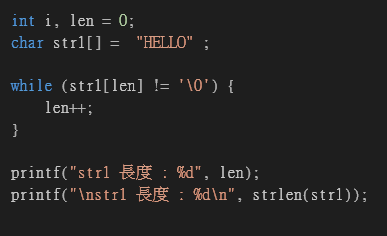 int i, len = 0;
char str1[] =  "HELLO" ;
while (str1[len] != '\0') {
    len++;
}
printf("str1 長度 : %d", len);
printf("\nstr1 長度 : %d\n", strlen(str1));